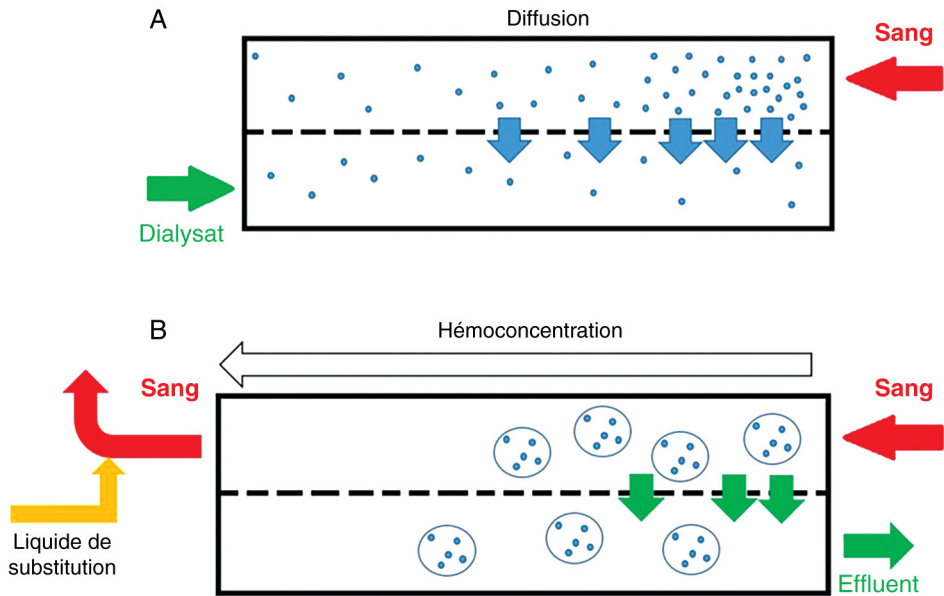 A
Diffusion
Sang
Dialysat
B
Hémoconcentration
Sang
Sang
Liquide de
substitution
Effluent